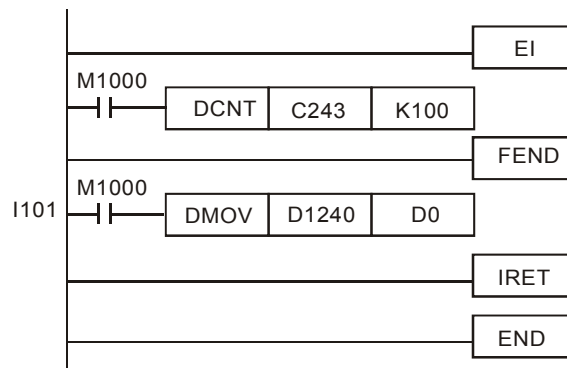 EI
M1000
DCNT C243 K100
FEND
M1000
I101 DMOV D1240 D0
IRET
END